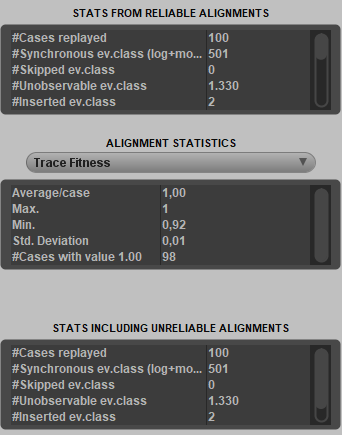 STATS FROM RELIABLE ALIGNMENTS
#Cases replayed 100
#Synchronous ev.class (log+mo... 501
#Skipped ev.class 0
#Unobservable ev.class 1.330
#Inserted ev.class 2
ALIGNMENT STATISTICS
Trace Fitness
Average/case 1,00
Max. 1
Min. 0,92
Std. Deviation 0,01
#Cases with value 1.00 98
STATS INCLUDING UNRELIABLE ALIGNMENTS
#Cases replayed 100
#Synchronous ev.class (log+mo... 501
#Skipped ev.class 0
#Unobservable ev.class 1.330
#Inserted ev.class 2